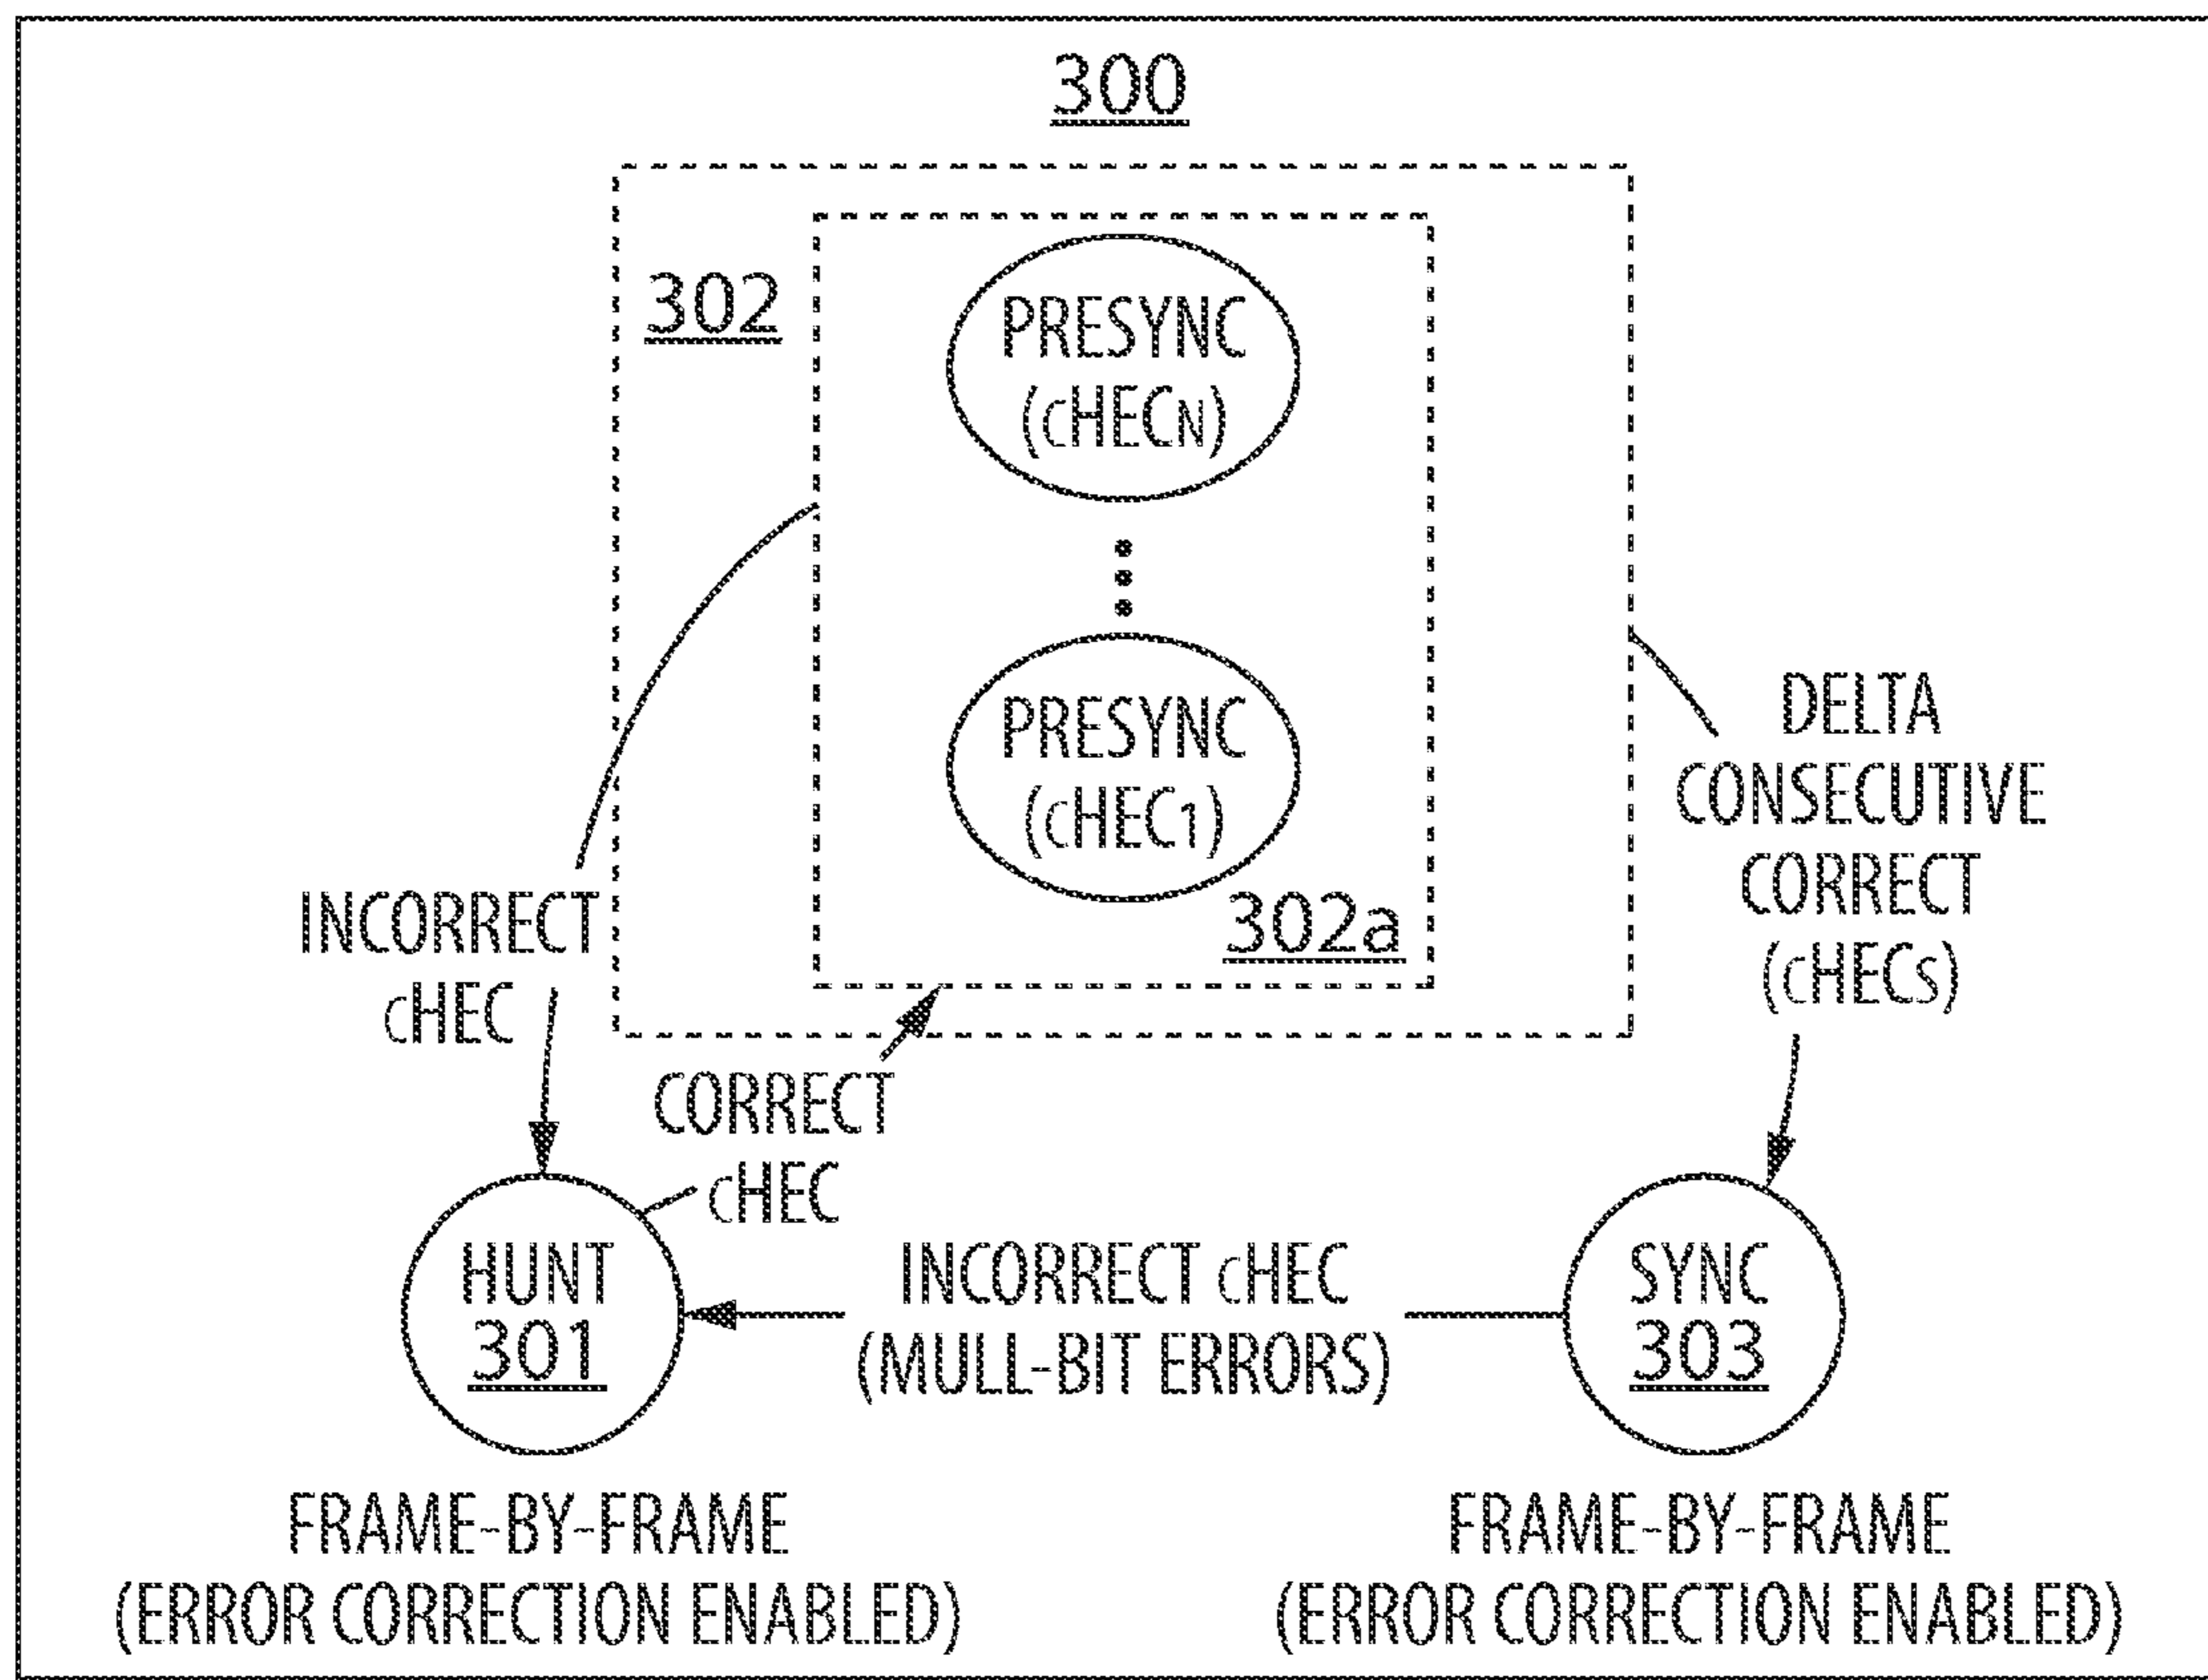 300
302
PRESYNC
(cHECN)
PRESYNC
(cHEC1)
302a
INCORRECT
cHEC
CORRECT
cHEC
DELTA
CONSECUTIVE
CORRECT
(cHECS)
HUNT
301
INCORRECT cHEC
(MULL-BIT ERRORS)
SYNC
303
FRAME-BY-FRAME
(ERROR CORRECTION ENABLED)
FRAME-BY-FRAME
(ERROR CORRECTION ENABLED)